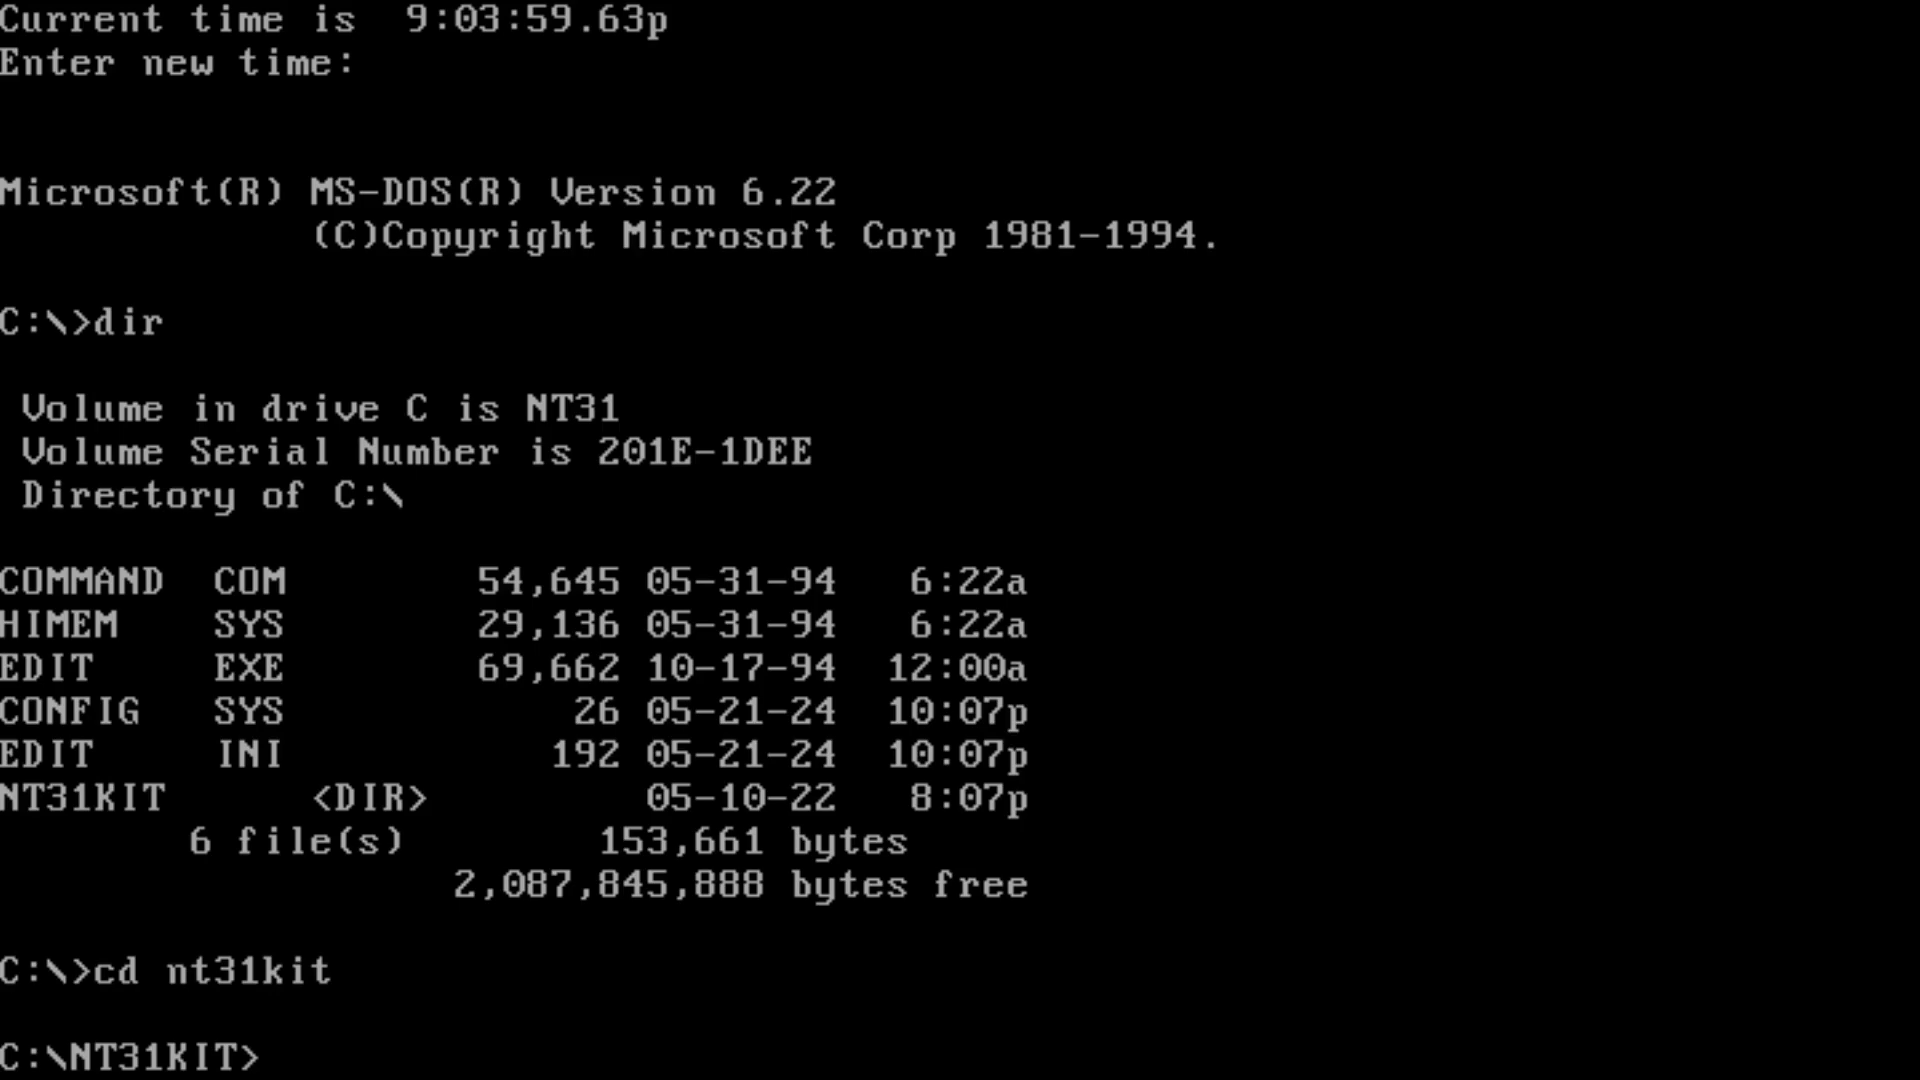 Current time is  9:03:59.63p
Enter new time:
Microsoft(R) MS-DOS(R) Version 6.22
             (C)Copyright Microsoft Corp 1981-1994.
C:\>dir
 Volume in drive C is NT31
 Volume Serial Number is 201E-1DEE
 Directory of C:\
COMMAND  COM        54,645 05-31-94   6:22a
HIMEM    SYS        29,136 05-31-94   6:22a
EDIT     EXE        69,662 10-17-94  12:00a
CONFIG   SYS            26 05-21-24  10:07p
EDIT     INI           192 05-21-24  10:07p
NT31KIT      <DIR>         05-10-22   8:07p
        6 file(s)        153,661 bytes
                   2,087,845,888 bytes free
C:\>cd nt31kit
C:\NT31KIT>